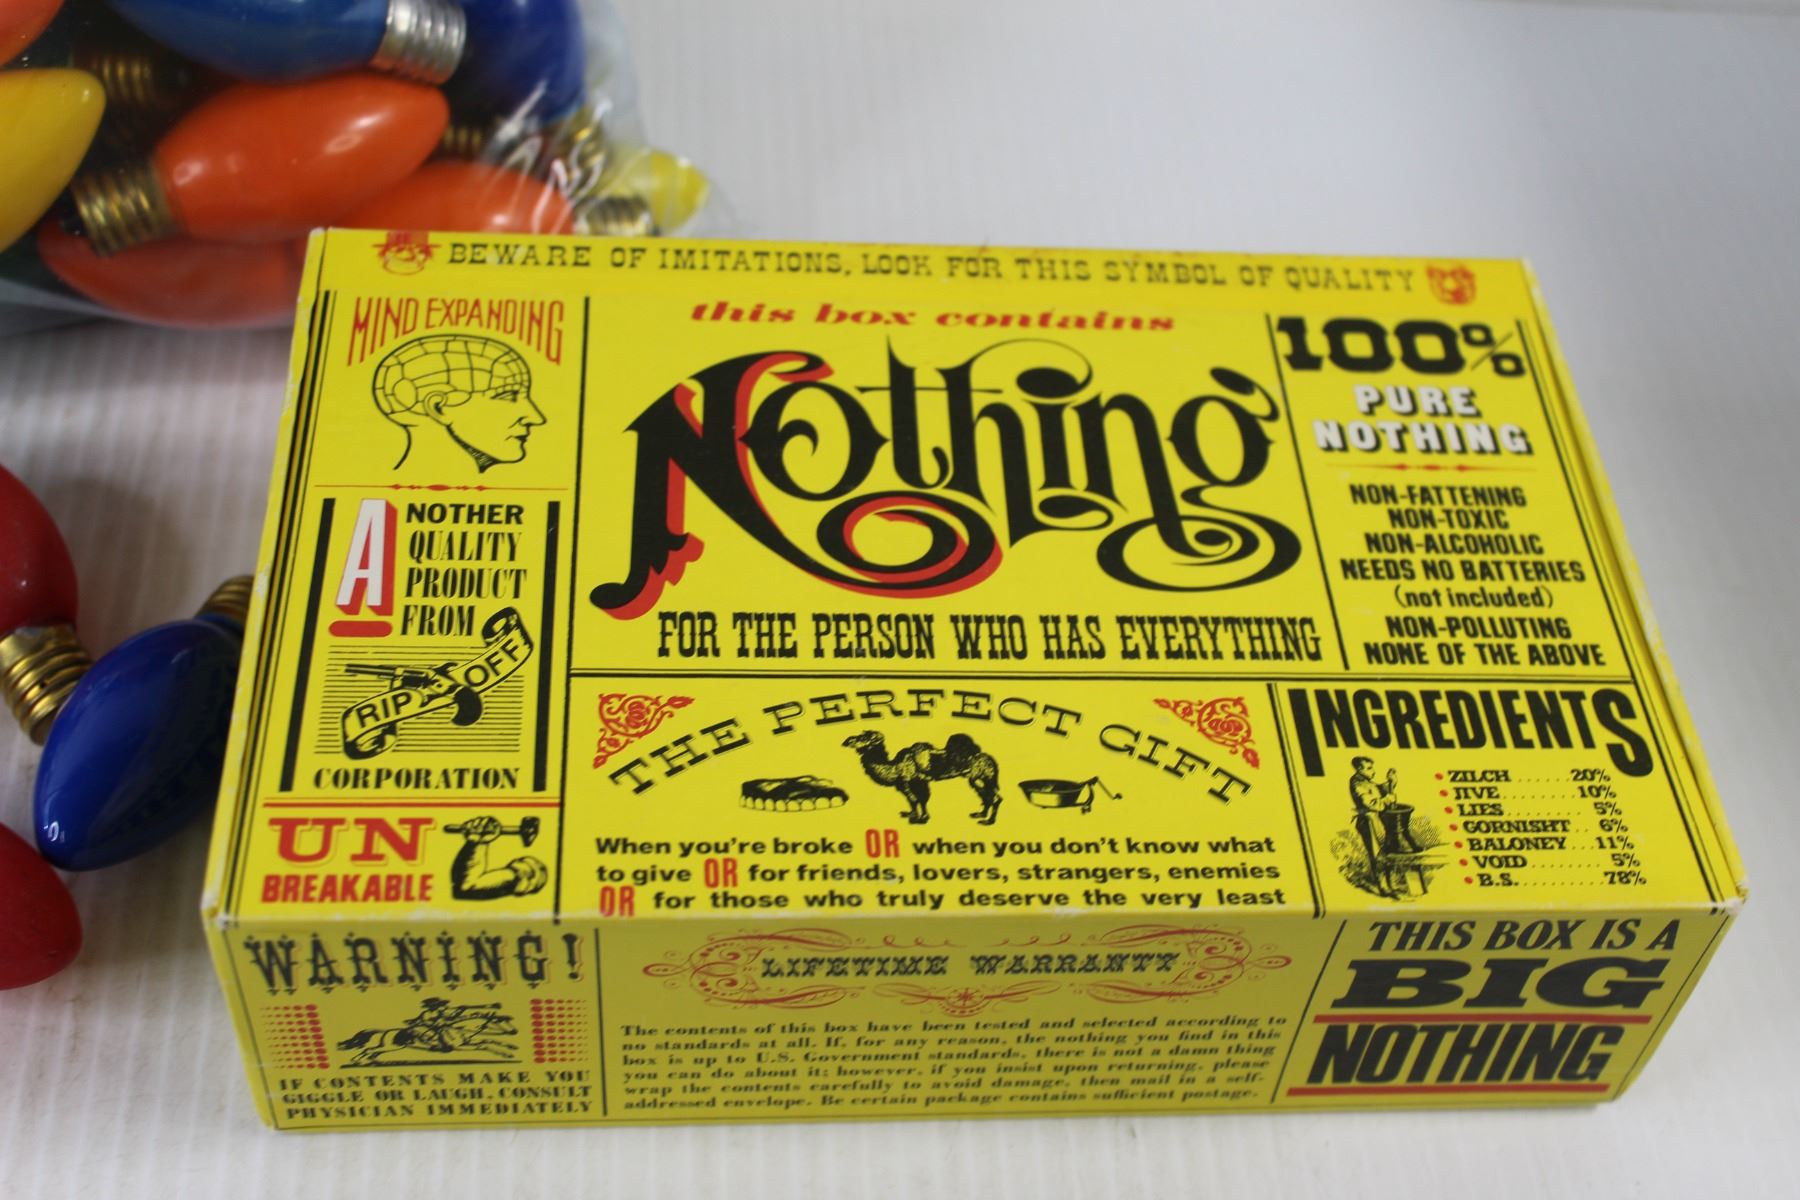 BEWARE OF IMITATIONS, LOOK FOR THIS SYMBOL OF QUALITY
MIND EXPANDING
A
NOTHER
QUALITY
PRODUCT
FROM
RIP OFF
CORPORATION
UN
BREAKABLE
this box contains
Nothing
FOR THE PERSON WHO HAS EVERYTHING
THE PERFECT GIFT
When you're broke OR when you don't know what
to give OR for friends, lovers, strangers, enemies
OR for those who truly deserve the very least
100%
PURE
NOTHING
NON-FATTENING
NON-TOXIC
NON-ALCOHOLIC
NEEDS NO BATTERIES
(not included)
NON-POLLUTING
NONE OF THE ABOVE
INGREDIENTS
• ZILCH ...... 20%
• JIVE ........ 10%
• LIES ........ 5%
• GORNISHT .. 6%
• BALONEY ... 11%
• VOID ....... 5%
• B.S. ......... 78%
WARNING!
IF CONTENTS MAKE YOU
GIGGLE OR LAUGH, CONSULT
PHYSICIAN IMMEDIATELY
LIFETIME WARRANTY
The contents of this box have been tested and selected according to
no standards at all. If, for any reason, the nothing you find in this
box is up to U.S. Government standards, there is not a damn thing
you can do about it; however, if you insist upon returning, please
wrap the contents carefully to avoid damage, then mail in a self-
addressed envelope. Be certain package contains sufficient postage.
THIS BOX IS A
BIG
NOTHING